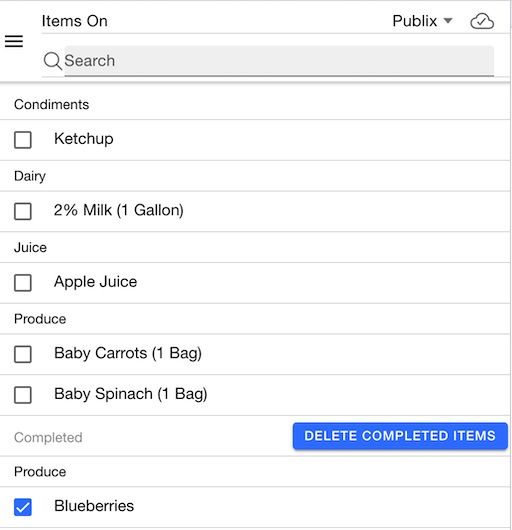 Items On Publix
Search
Condiments
Ketchup
Dairy
2% Milk (1 Gallon)
Juice
Apple Juice
Produce
Baby Carrots (1 Bag)
Baby Spinach (1 Bag)
Completed DELETE COMPLETED ITEMS
Produce
Blueberries